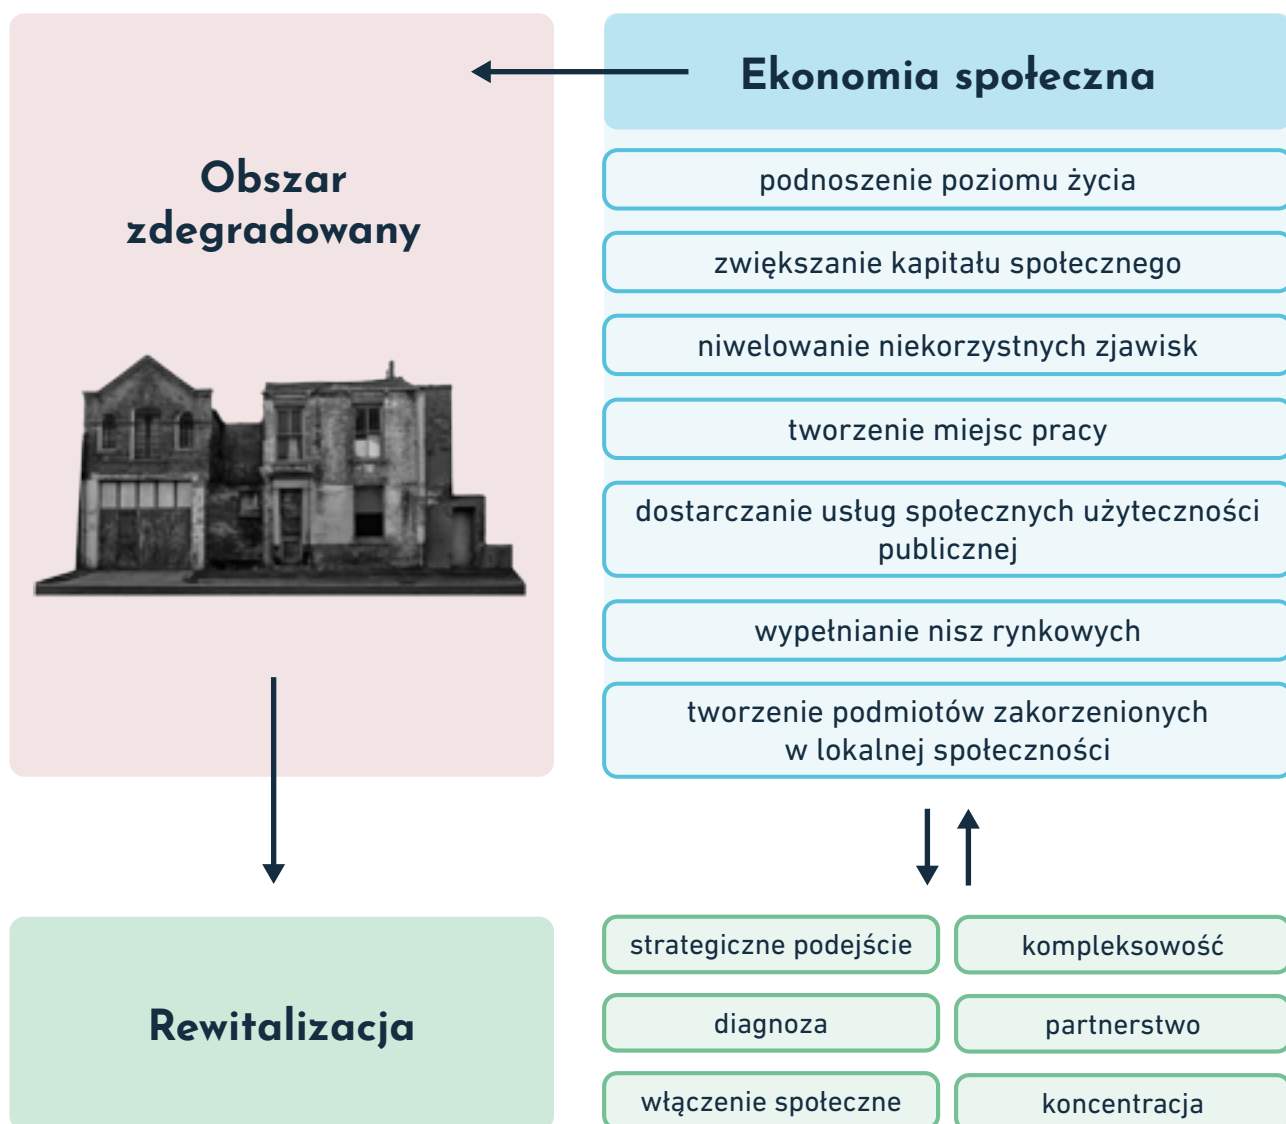 Obszar
zdegradowany
Ekonomia społeczna
podnoszenie poziomu życia
zwiększanie kapitału społecznego
niwelowanie niekorzystnych zjawisk
tworzenie miejsc pracy
dostarczanie usług społecznych użyteczności
publicznej
wypełnianie nisz rynkowych
tworzenie podmiotów zakorzenionych
w lokalnej społeczności
Rewitalizacja
strategiczne podejście
kompleksowość
diagnoza
partnerstwo
włączenie społeczne
koncentracja